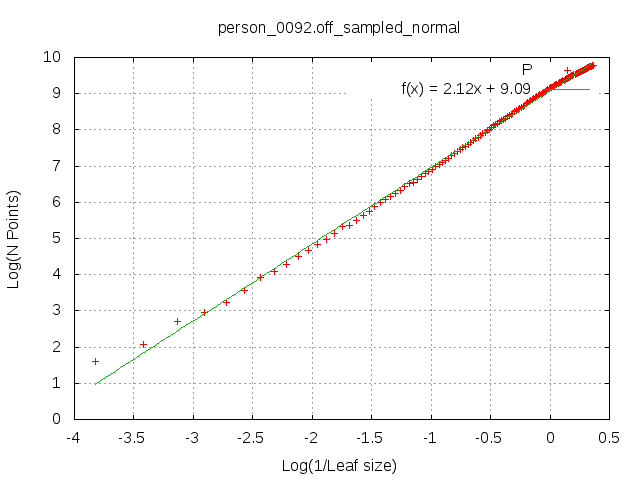 person_0092.off_sampled_normal
10
9
8
7
6
5
4
3
2
1
0
Log(N Points)
P
f(x) = 2.12x + 9.09
-4 -3.5 -3 -2.5 -2 -1.5 -1 -0.5 0 0.5
Log(1/Leaf size)